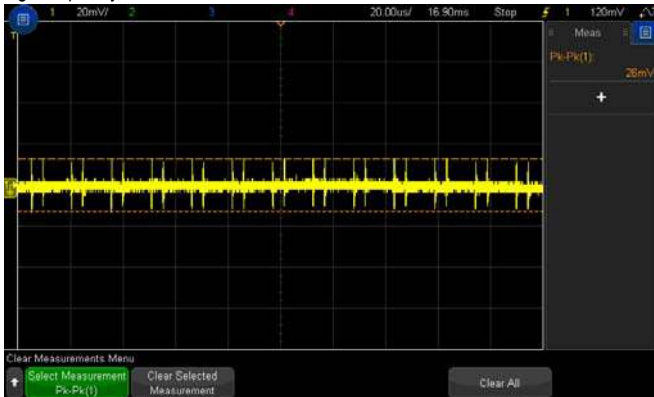 1 20mV/ 2 3 4 20.00us/ 16.90ms Stop 1 120mV
Meas
Pk-Pk(1):
26mV
+
T
Clear Measurements Menu
Select Measurement
Pk-Pk(1)
Clear Selected
Measurement
Clear All